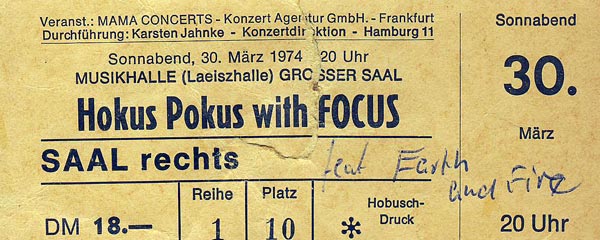 Veranst.: MAMA CONCERTS - Konzert Agentur GmbH. - Frankfurt
Durchführung: Karsten Jahnke - Konzertdirektion - Hamburg 11
Sonnabend, 30. März 1974 20 Uhr
MUSIKHALLE (Laeiszhalle) GROSSER SAAL
Hokus Pokus with FOCUS
SAAL rechts
feat Earth
and Fire
DM 18.—
Reihe
1
Platz
10
Hobusch-
Druck
*
Sonnabend
30.
März
20 Uhr